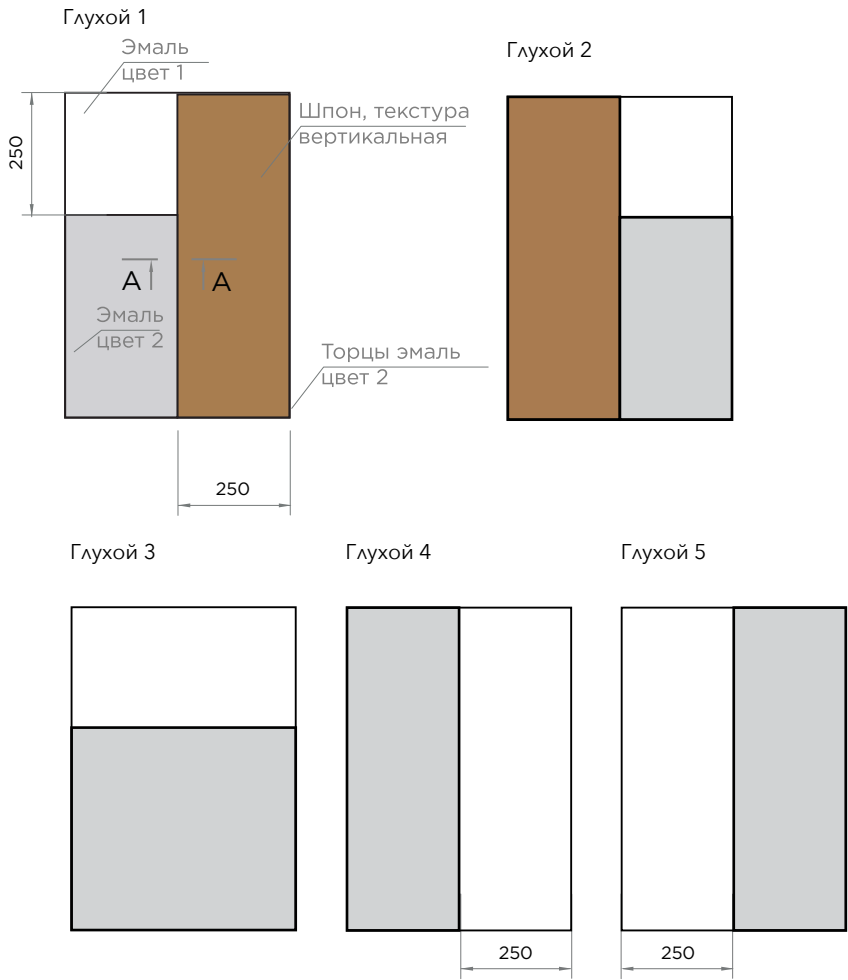 Глухой 1
Эмаль
цвет 1
Глухой 2
Шпон, текстура
вертикальная
250
А
А
Эмаль
цвет 2
Торцы эмаль
цвет 2
250
Глухой 3
Глухой 4
Глухой 5
250
250